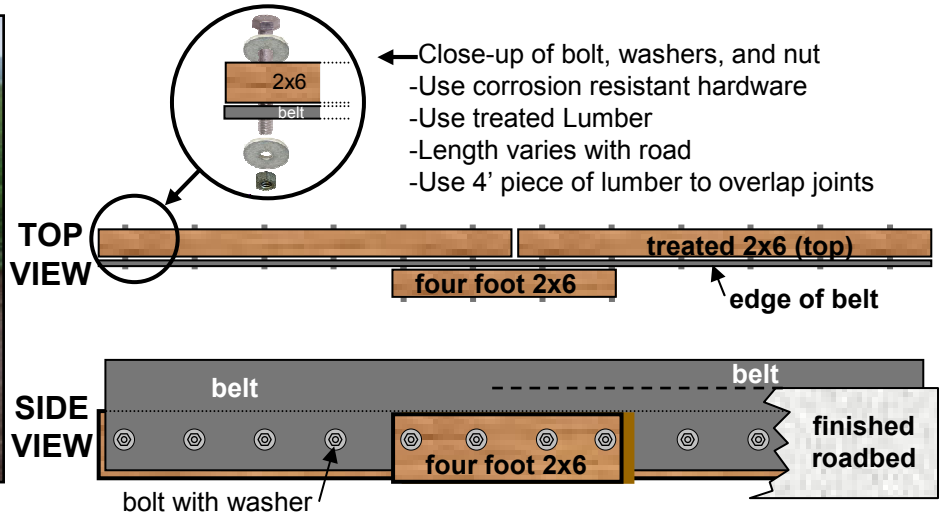 Close-up of bolt, washers, and nut
-Use corrosion resistant hardware
-Use treated Lumber
-Length varies with road
-Use 4' piece of lumber to overlap joints
2x6
belt
TOP
VIEW
treated 2x6 (top)
four foot 2x6
edge of belt
SIDE
VIEW
belt
belt
four foot 2x6
finished
roadbed
bolt with washer